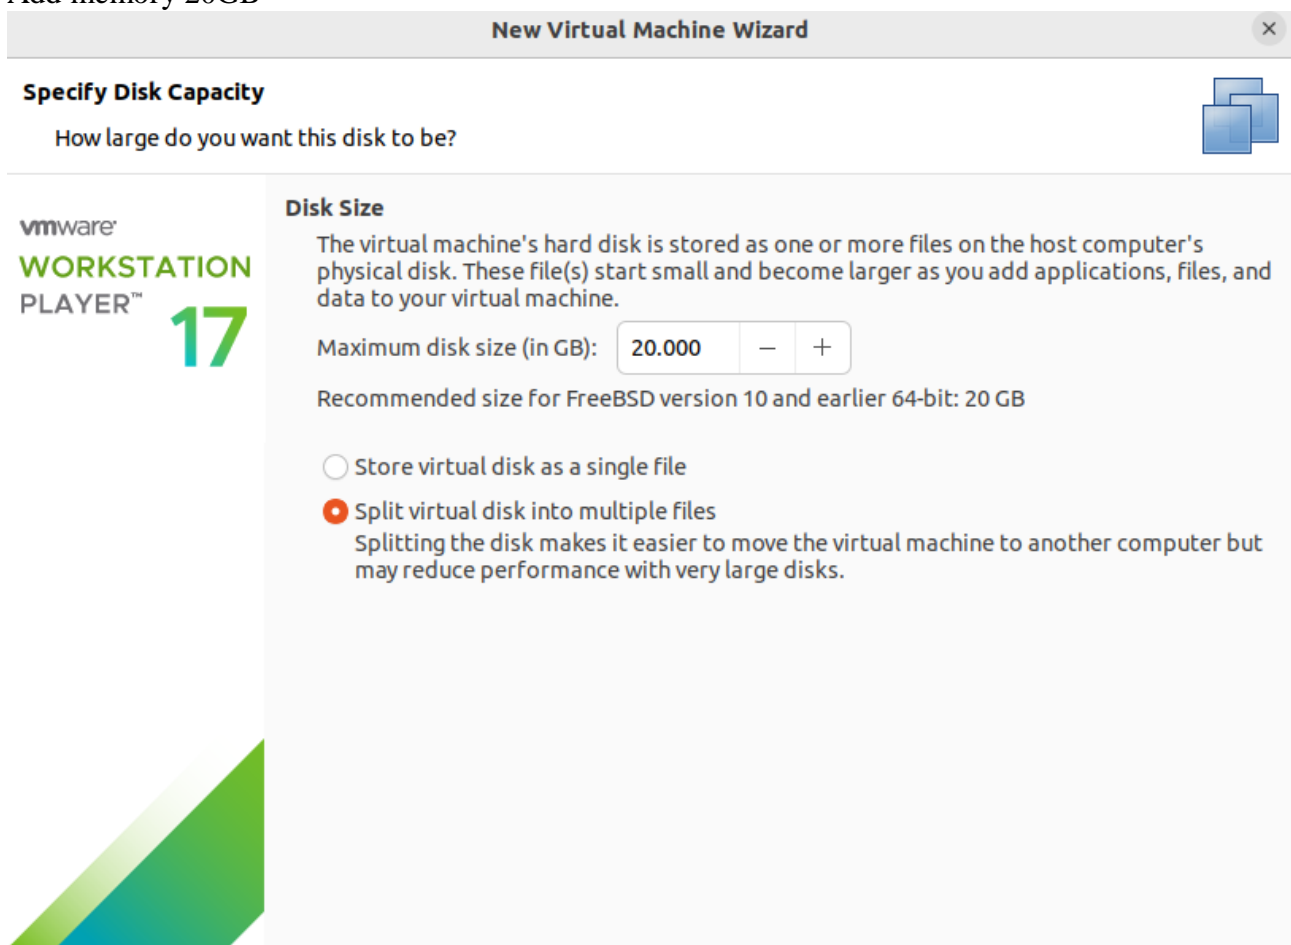 Add memory 20GB
New Virtual Machine Wizard
Specify Disk Capacity
How large do you want this disk to be?
vmware
WORKSTATION
PLAYER™
17
Disk Size
The virtual machine's hard disk is stored as one or more files on the host computer's
physical disk. These file(s) start small and become larger as you add applications, files, and
data to your virtual machine.
Maximum disk size (in GB): 20.000 − +
Recommended size for FreeBSD version 10 and earlier 64-bit: 20 GB
Store virtual disk as a single file
Split virtual disk into multiple files
Splitting the disk makes it easier to move the virtual machine to another computer but
may reduce performance with very large disks.